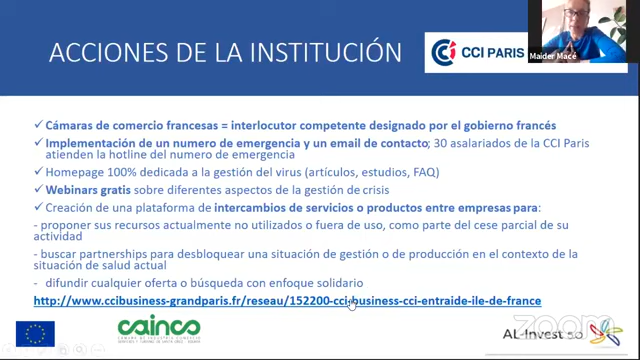 ACCIONES DE LA INSTITUCIÓN
CCI PARIS
Maider Macé
✓ Cámaras de comercio francesas = interlocutor competente designado por el gobierno francés
✓ Implementación de un numero de emergencia y un email de contacto; 30 asalariados de la CCI Paris
atienden la hotline del numero de emergencia
✓ Homepage 100% dedicada a la gestión del virus (artículos, estudios, FAQ)
✓ Webinars gratis sobre diferentes aspectos de la gestión de crisis
✓ Creación de una plataforma de intercambios de servicios o productos entre empresas para:
- proponer sus recursos actualmente no utilizados o fuera de uso, como parte del cese parcial de su
actividad
- buscar partnerships para desbloquear una situación de gestión o de producción en el contexto de la
situación de salud actual
- difundir cualquier oferta o búsqueda con enfoque solidario
http://www.ccibusiness-grandparis.fr/reseau/152200-cci-business-cci-entraide-ile-de-france
cainco
CÁMARA DE INDUSTRIA, COMERCIO
AL-Invest 5.0
zoom